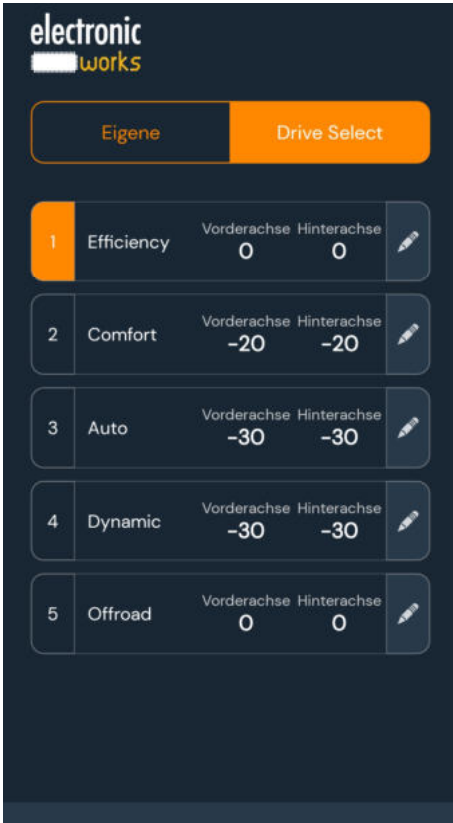 electronic
works
Eigene
Drive Select
1
Efficiency
Vorderachse Hinterachse
0 0
2
Comfort
Vorderachse Hinterachse
-20 -20
3
Auto
Vorderachse Hinterachse
-30 -30
4
Dynamic
Vorderachse Hinterachse
-30 -30
5
Offroad
Vorderachse Hinterachse
0 0